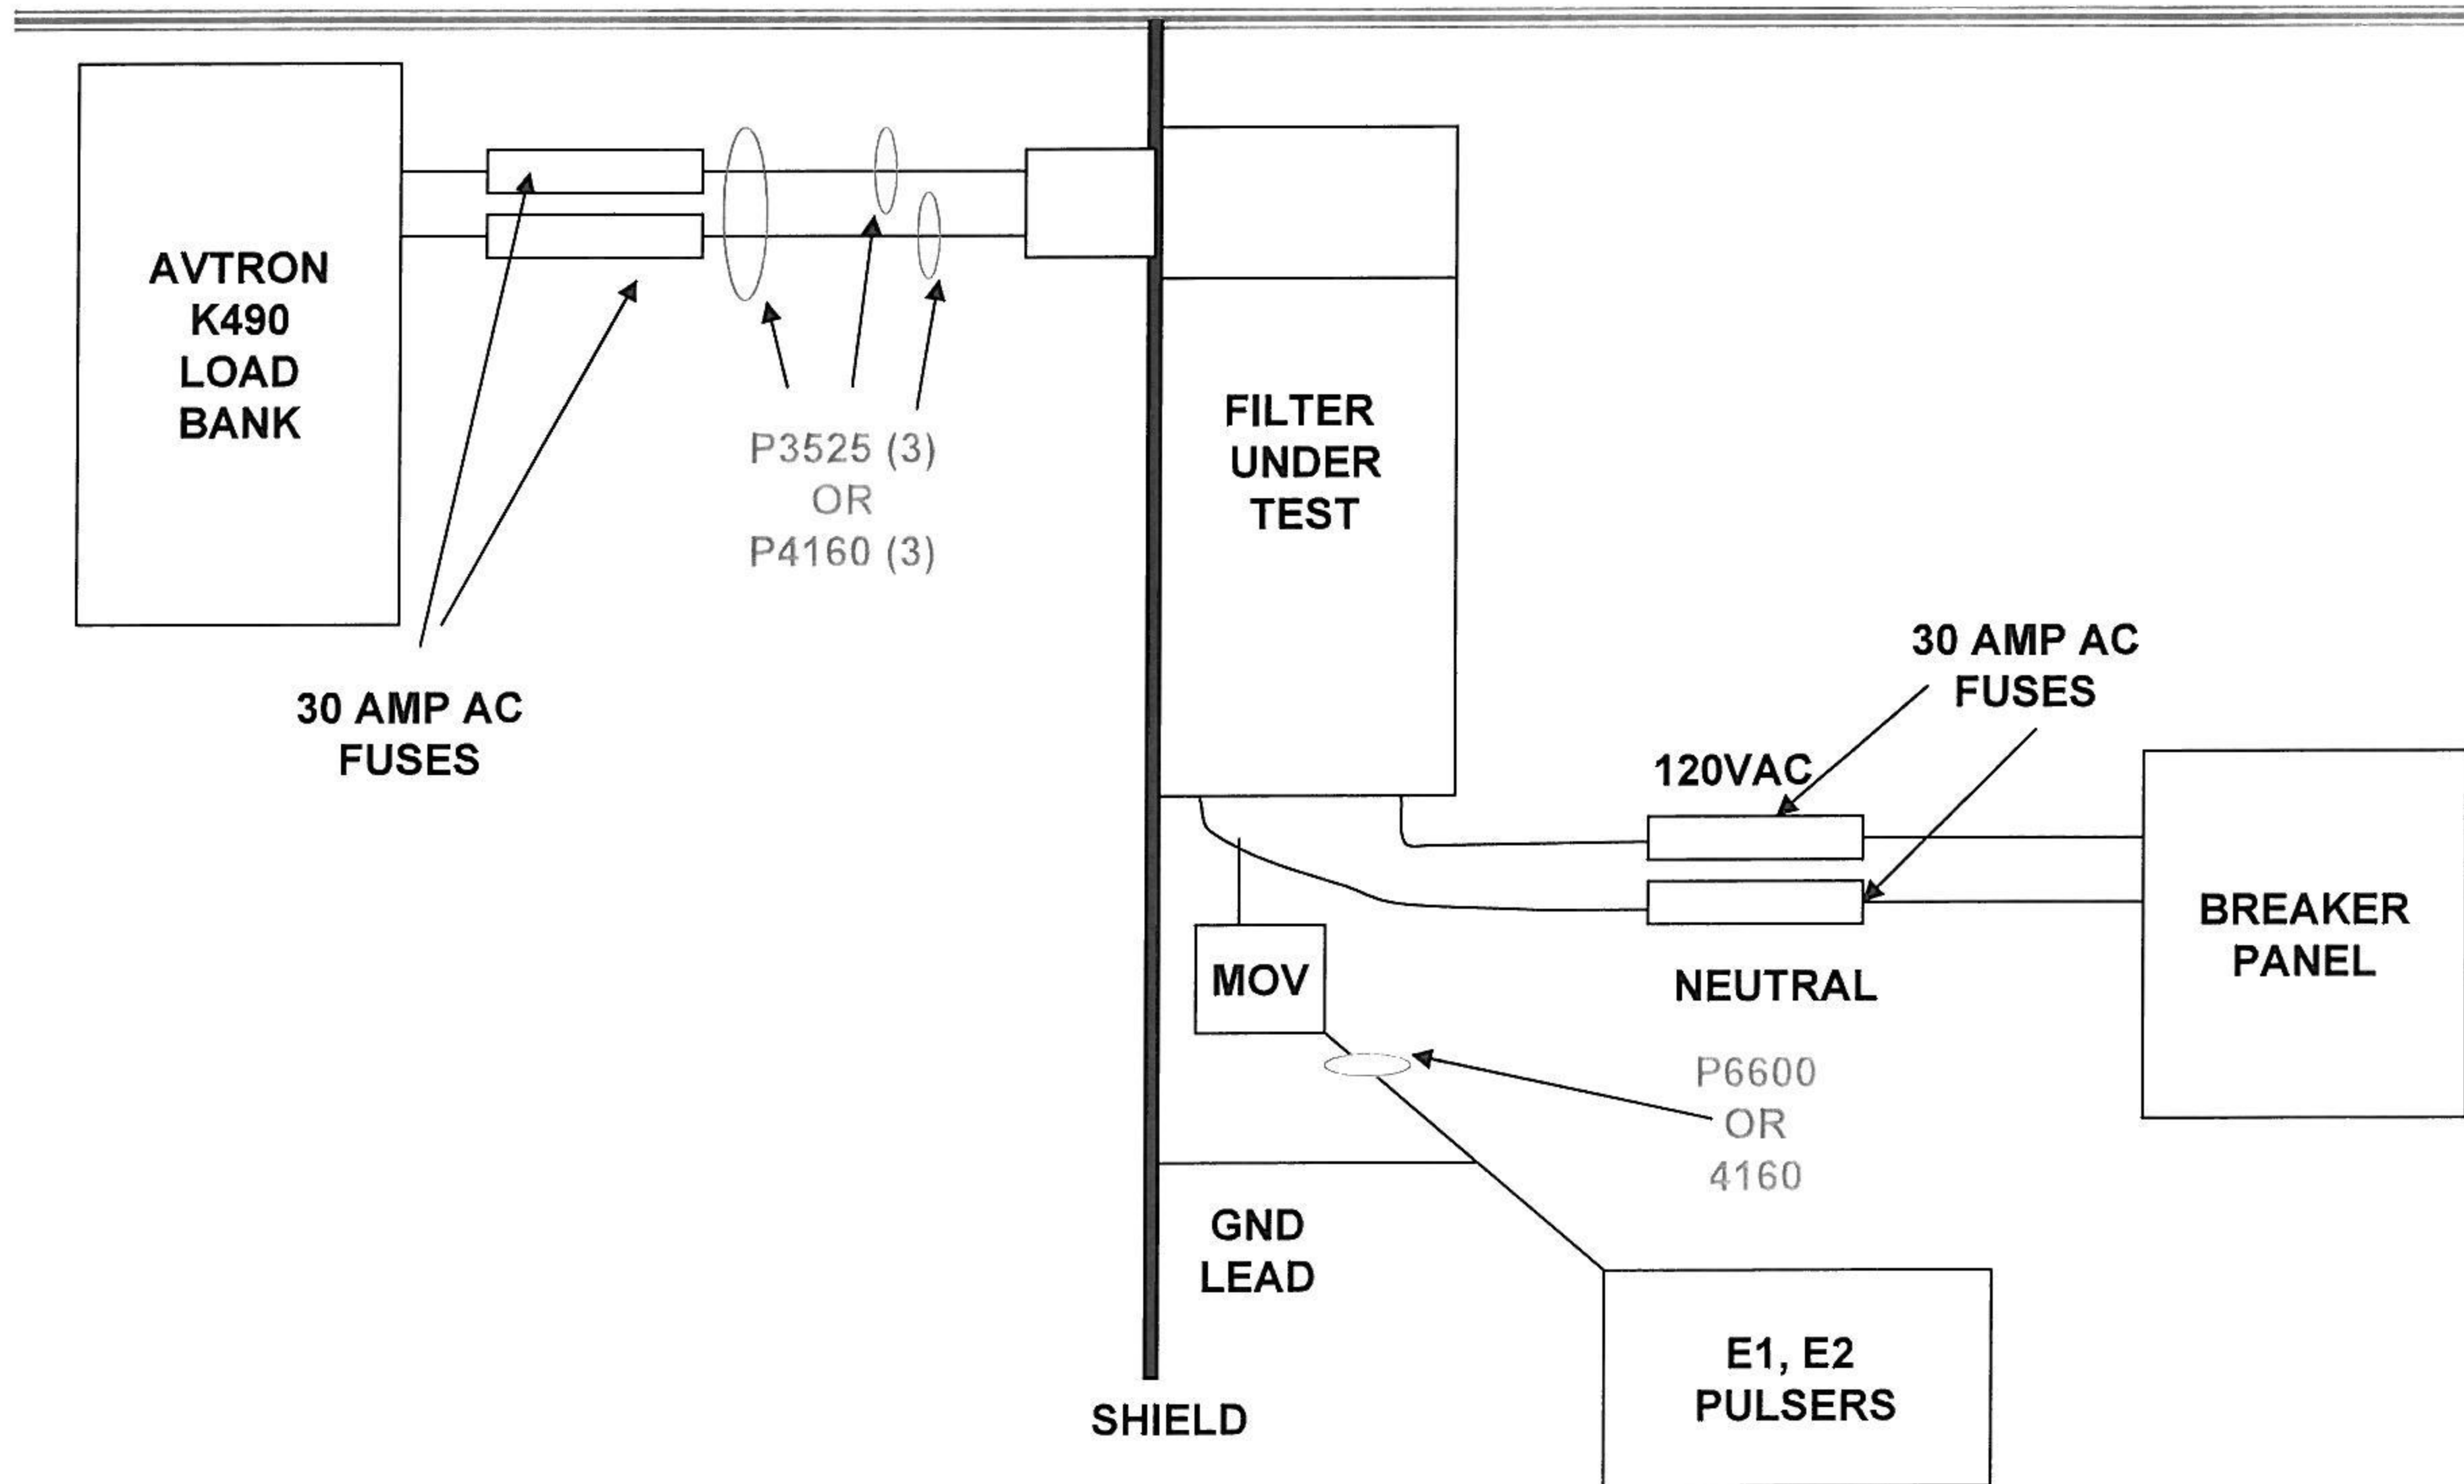 AVTRON
K490
LOAD
BANK
P3525 (3)
OR
P4160 (3)
30 AMP AC
FUSES
FILTER
UNDER
TEST
30 AMP AC
FUSES
120VAC
BREAKER
PANEL
NEUTRAL
MOV
P6600
OR
4160
GND
LEAD
E1, E2
PULSERS
SHIELD